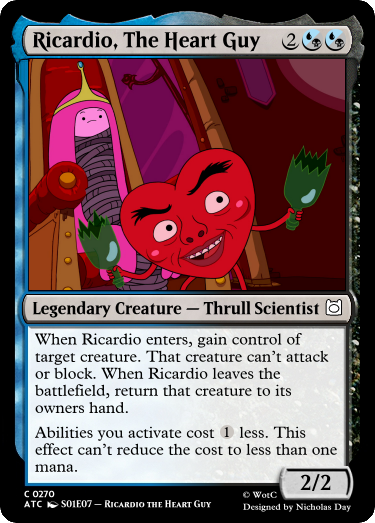 Ricardio, The Heart Guy 2
Legendary Creature — Thrull Scientist
When Ricardio enters, gain control of
target creature. That creature can't attack
or block. When Ricardio leaves the
battlefield, return that creature to its
owners hand.
Abilities you activate cost 1 less. This
effect can't reduce the cost to less than one
mana.
2/2
C 0270
ATC S01E07 – Ricardio the Heart Guy
© WotC
Designed by Nicholas Day